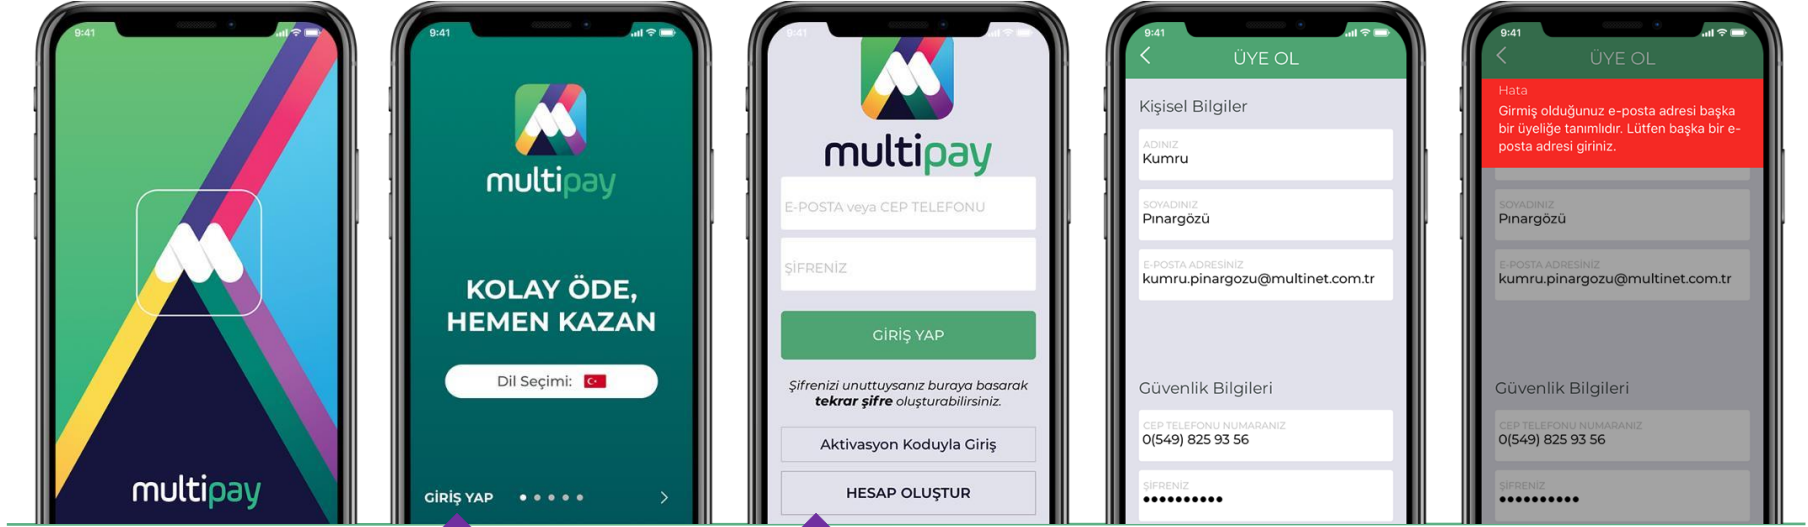 9:41
multipay
9:41
multipay
KOLAY ÖDE,
HEMEN KAZAN
Dil Seçimi:
GİRİŞ YAP
9:41
multipay
E-POSTA veya CEP TELEFONU
ŞİFRENİZ
GİRİŞ YAP
Şifrenizi unuttuysanız buraya basarak
tekrar şifre oluşturabilirsiniz.
Aktivasyon Koduyla Giriş
HESAP OLUŞTUR
9:41
ÜYE OL
Kişisel Bilgiler
ADINIZ
Kumru
SOYADINIZ
Pınargözü
E-POSTA ADRESİNİZ
kumru.pinargozu@multinet.com.tr
Güvenlik Bilgileri
CEP TELEFONU NUMARANIZ
0(549) 825 93 56
ŞİFRENİZ
9:41
ÜYE OL
Hata
Girmiş olduğunuz e-posta adresi başka
bir üyeliğe tanımlıdır. Lütfen başka bir e-
posta adresi giriniz.
SOYADINIZ
Pınargözü
E-POSTA ADRESİNİZ
kumru.pinargozu@multinet.com.tr
Güvenlik Bilgileri
CEP TELEFONU NUMARANIZ
0(549) 825 93 56
ŞİFRENİZ